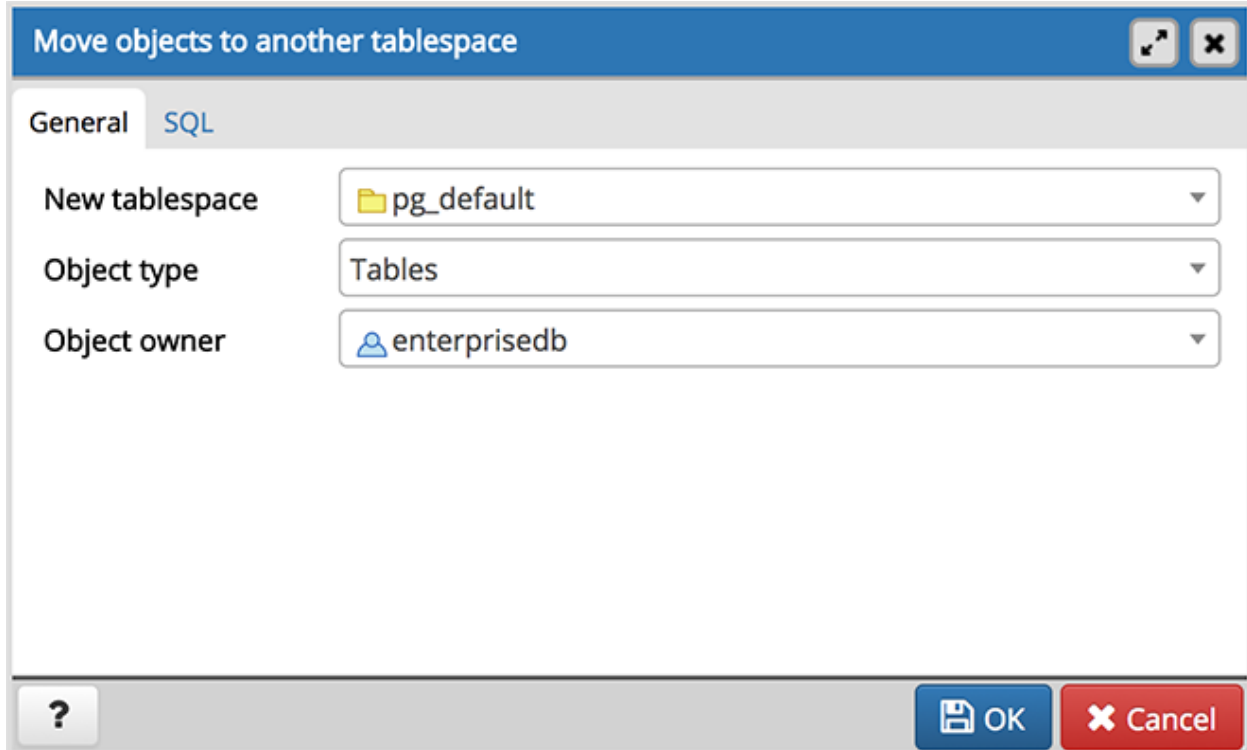 Move objects to another tablespace
General SQL
New tablespace pg_default
Object type Tables
Object owner enterprisedb
? OK Cancel